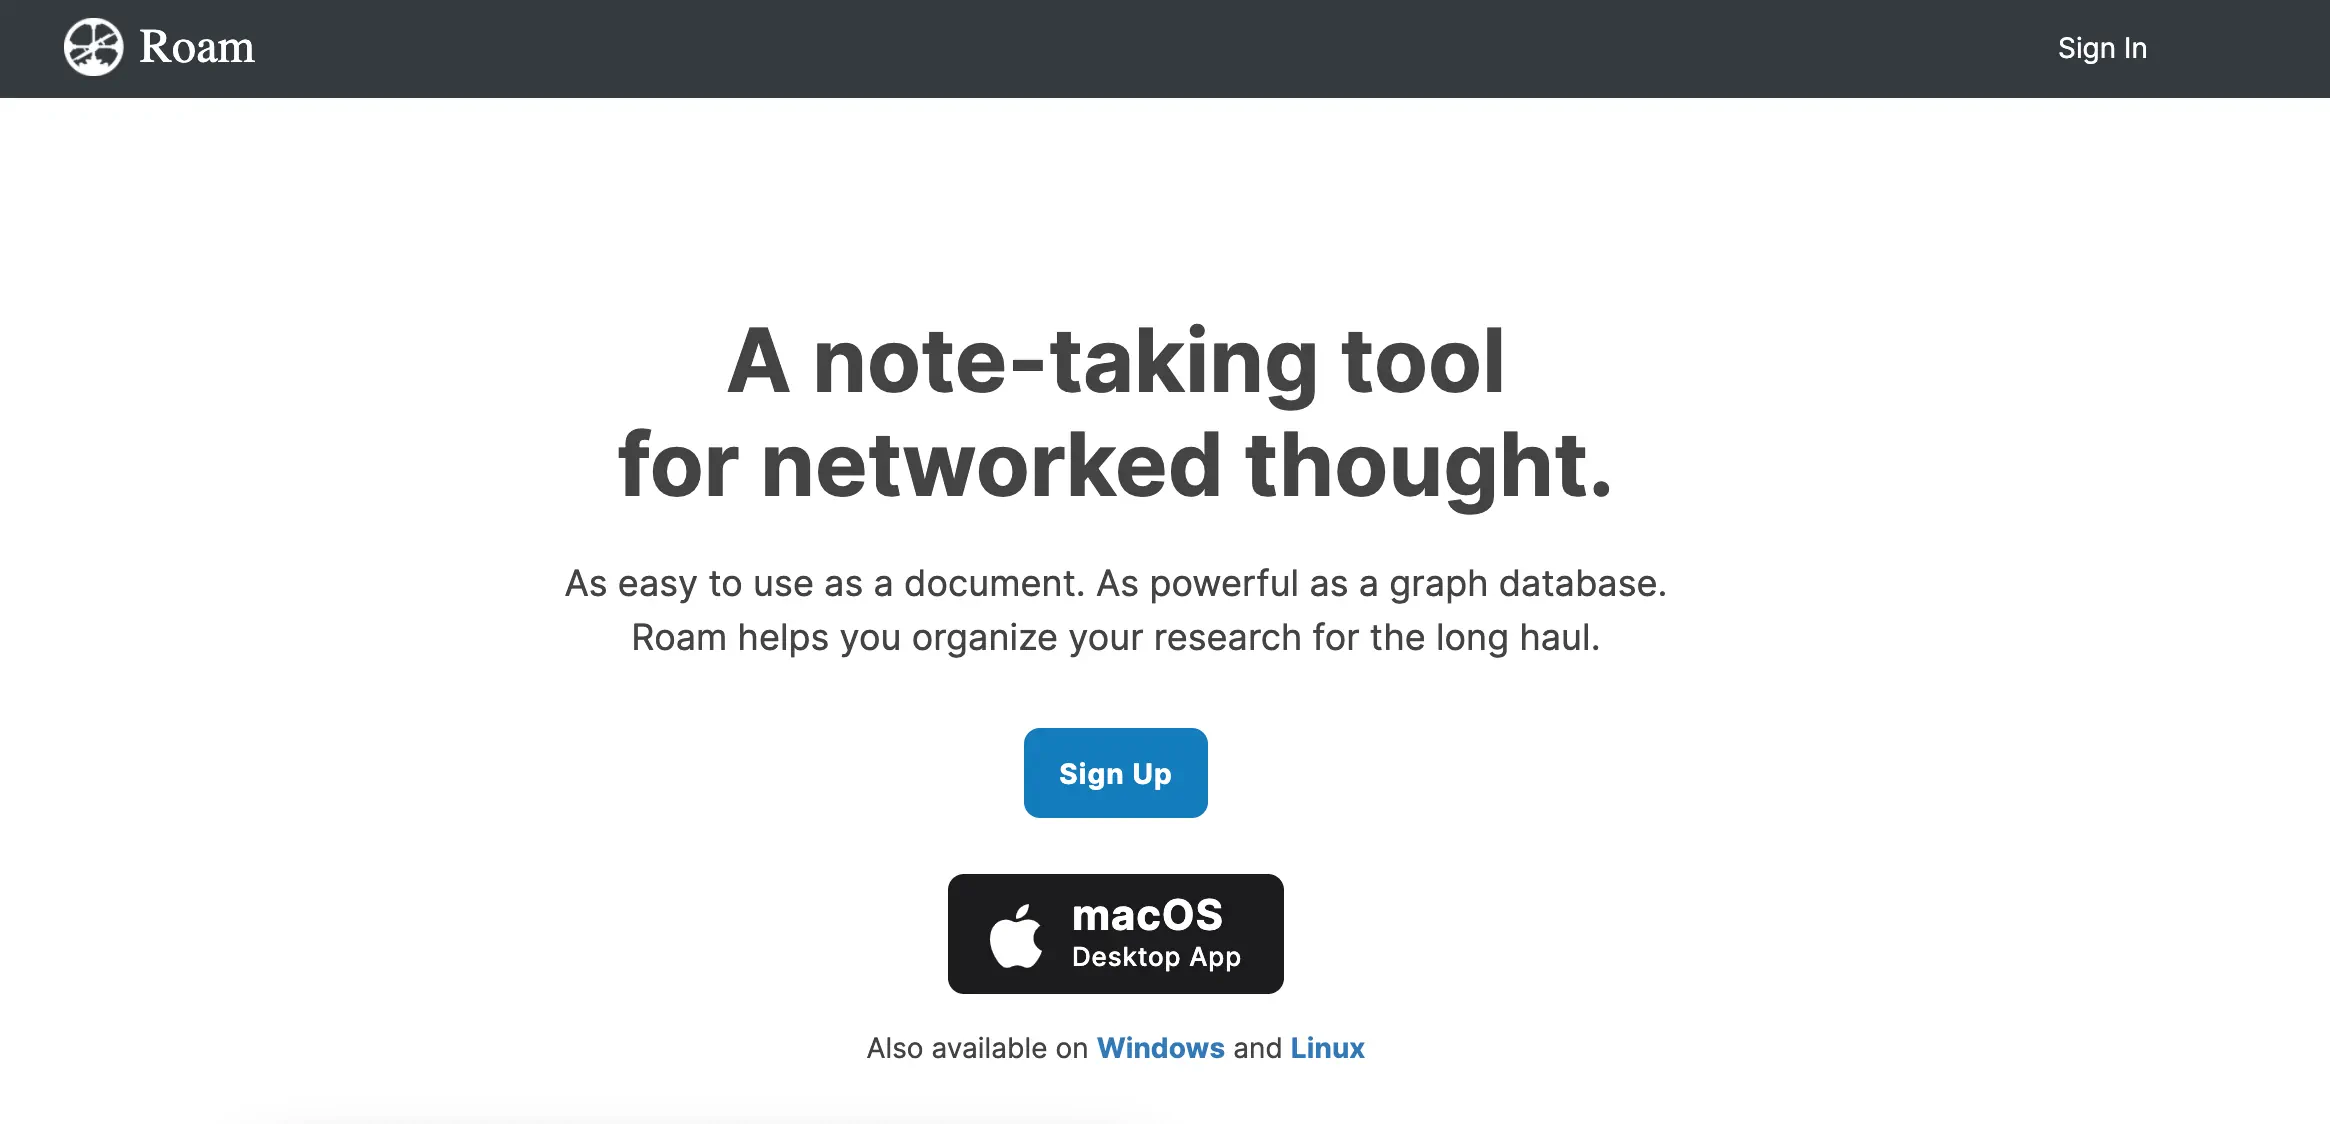 Roam
Sign In
A note-taking tool
for networked thought.
As easy to use as a document. As powerful as a graph database.
Roam helps you organize your research for the long haul.
Sign Up
macOS
Desktop App
Also available on Windows and Linux